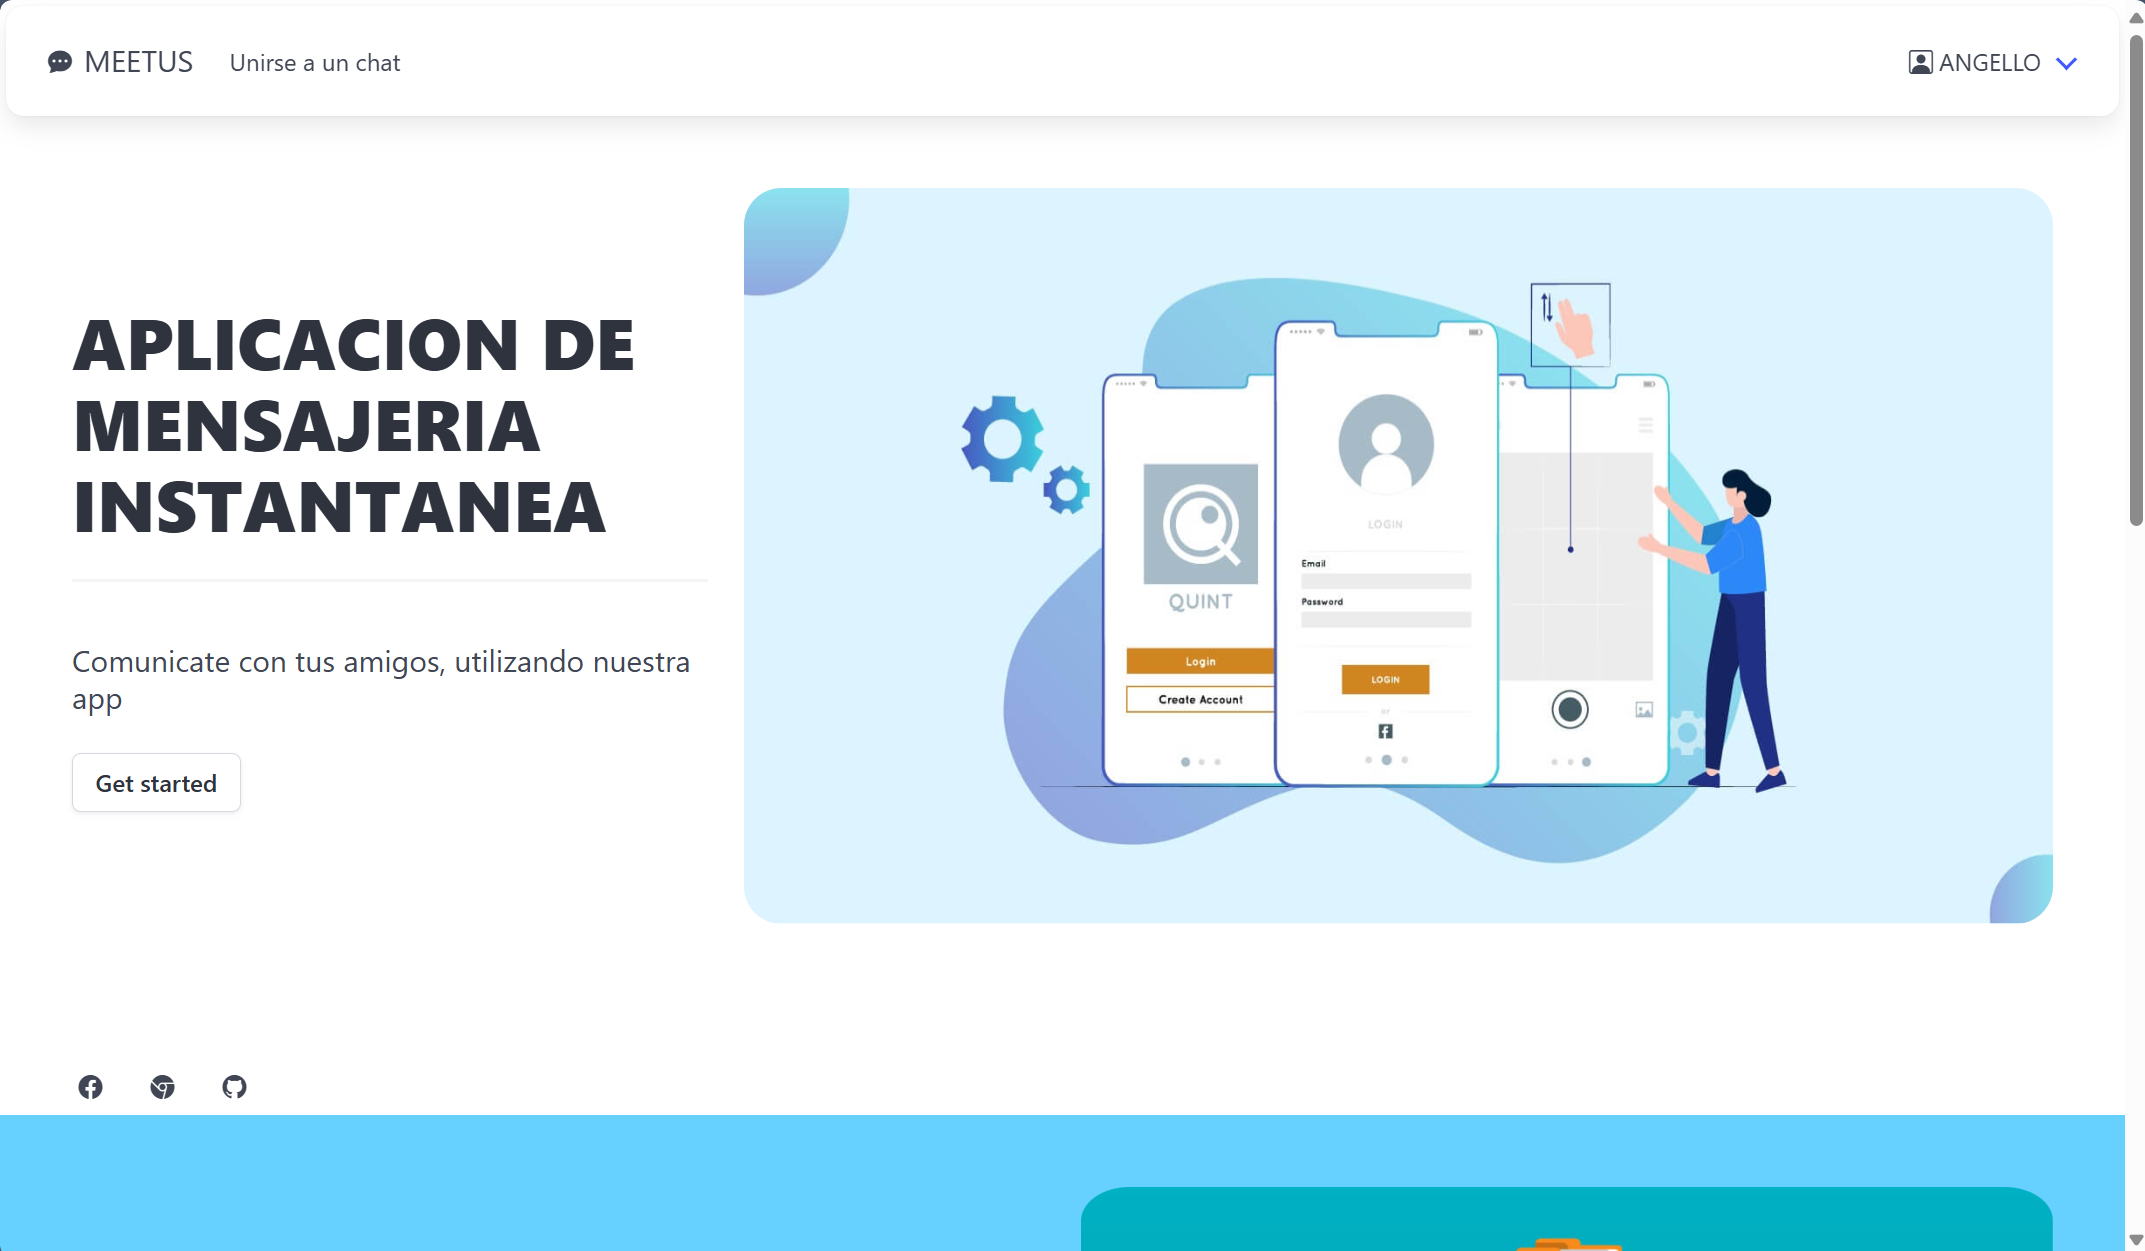 MEETUS
Unirse a un chat
ANGELLO
APLICACION DE
MENSAJERIA
INSTANTANEA
Comunicate con tus amigos, utilizando nuestra
app
Get started
QUINT
Login
Create Account
LOGIN
Email
Password
LOGIN
or